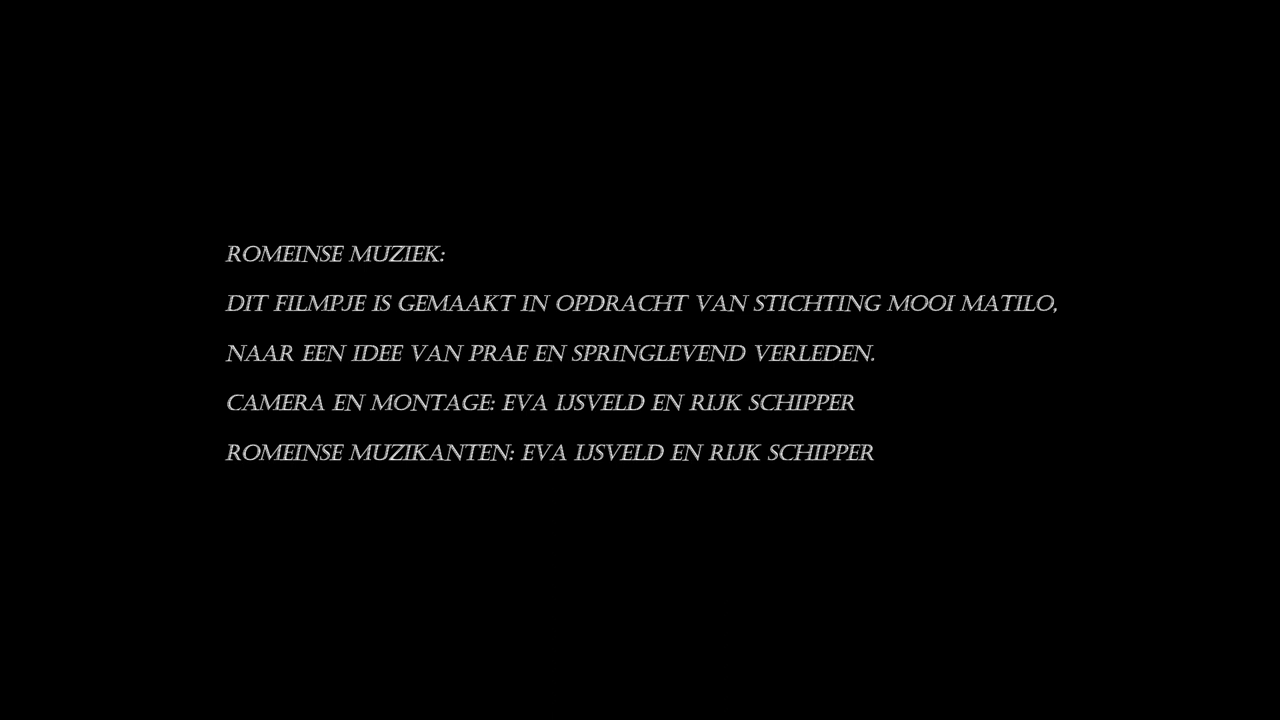 ROMEINSE MUZIEK:
DIT FILMPJE IS GEMAAKT IN OPDRACHT VAN STICHTING MOOI MATILO,
NAAR EEN IDEE VAN PRAE EN SPRINGLEVEND VERLEDEN.
CAMERA EN MONTAGE: EVA IJSVELD EN RIJK SCHIPPER
ROMEINSE MUZIKANTEN: EVA IJSVELD EN RIJK SCHIPPER